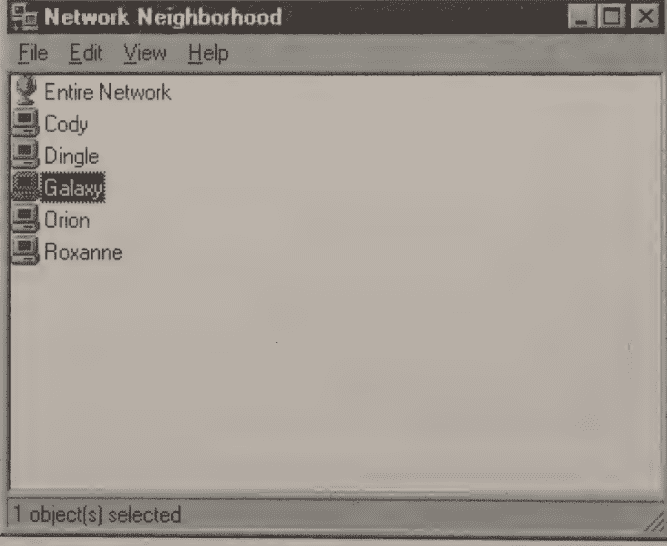 Network Neighborhood
File Edit View Help
Entire Network
Cody
Dingle
Galaxy
Orion
Roxanne
1 object(s) selected